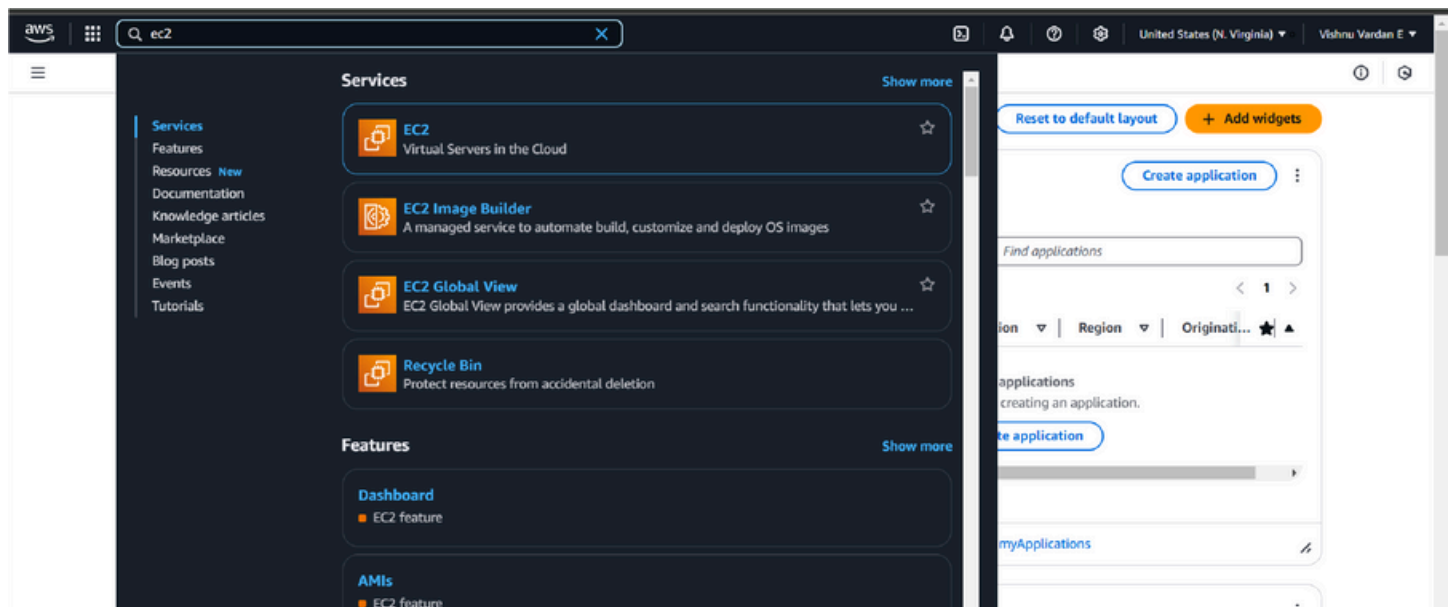 aws
ec2
United States (N. Virginia)
Vishnu Vardan E
Services
Show more
Services
Features
Resources New
Documentation
Knowledge articles
Marketplace
Blog posts
Events
Tutorials
EC2
Virtual Servers in the Cloud
EC2 Image Builder
A managed service to automate build, customize and deploy OS images
EC2 Global View
EC2 Global View provides a global dashboard and search functionality that lets you ...
Recycle Bin
Protect resources from accidental deletion
Features
Show more
Dashboard
EC2 feature
AMIs
EC2 feature
Reset to default layout
+ Add widgets
Create application
Find applications
1
ion
Region
Originati...
applications
creating an application.
te application
myApplications